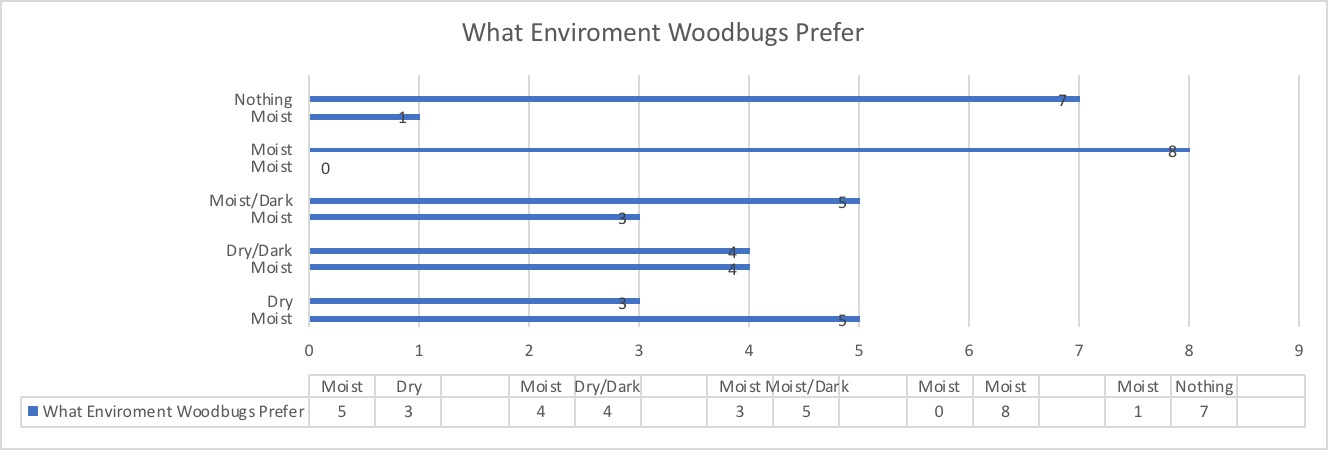 What Enviroment Woodbugs Prefer
Nothing 7
Moist 1
Moist 8
Moist 0
Moist/Dark 5
Moist 3
Dry/Dark 4
Moist 4
Dry 3
Moist 5
0 1 2 3 4 5 6 7 8 9
Moist Dry Moist Dry/Dark Moist Moist/Dark Moist Moist Moist Nothing
What Enviroment Woodbugs Prefer 5 3 4 4 3 5 0 8 1 7